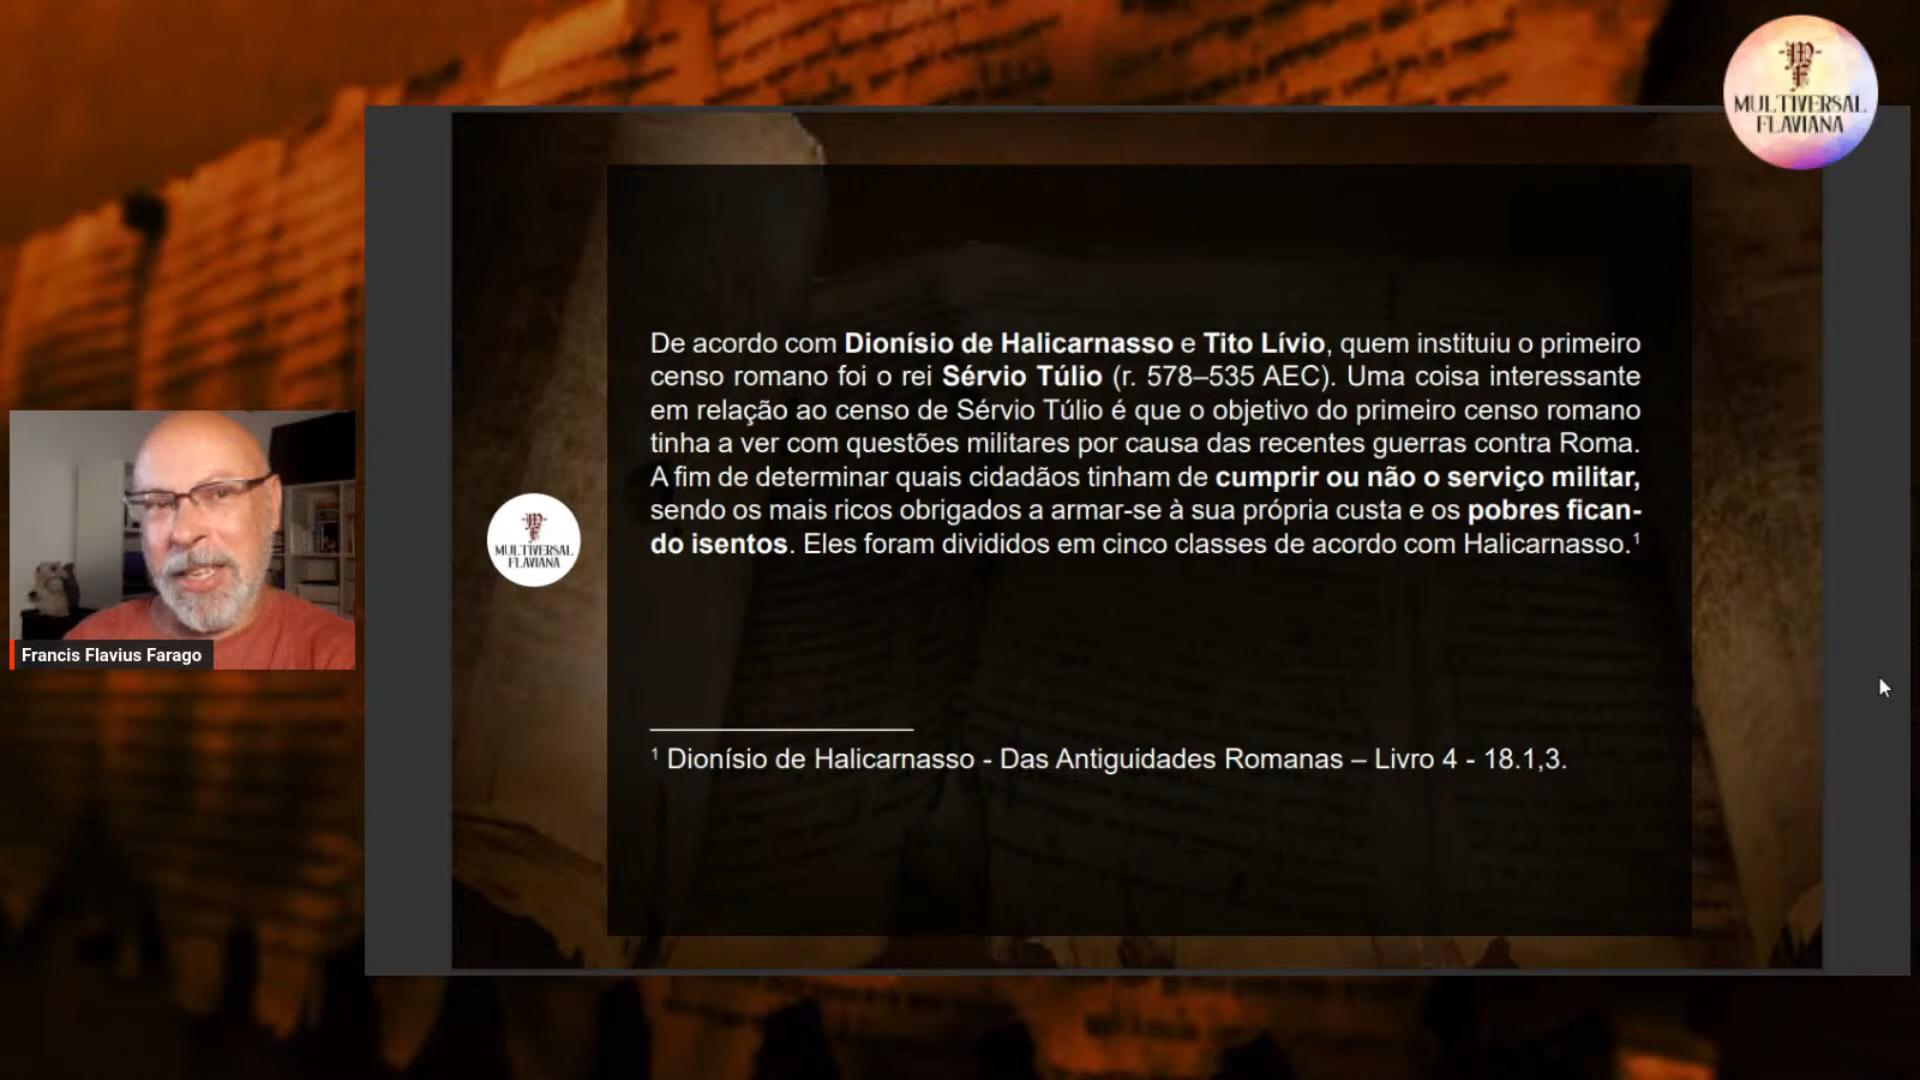 MF
MULTIVERSAL
FLAVIANA
De acordo com Dionísio de Halicarnasso e Tito Lívio, quem instituiu o primeiro
censo romano foi o rei Sérvio Túlio (r. 578–535 AEC). Uma coisa interessante
em relação ao censo de Sérvio Túlio é que o objetivo do primeiro censo romano
tinha a ver com questões militares por causa das recentes guerras contra Roma.
A fim de determinar quais cidadãos tinham de cumprir ou não o serviço militar,
sendo os mais ricos obrigados a armar-se à sua própria custa e os pobres fican-
do isentos. Eles foram divididos em cinco classes de acordo com Halicarnasso.¹
MF
MULTIVERSAL
FLAVIANA
Francis Flavius Farago
¹ Dionísio de Halicarnasso - Das Antiguidades Romanas – Livro 4 - 18.1,3.